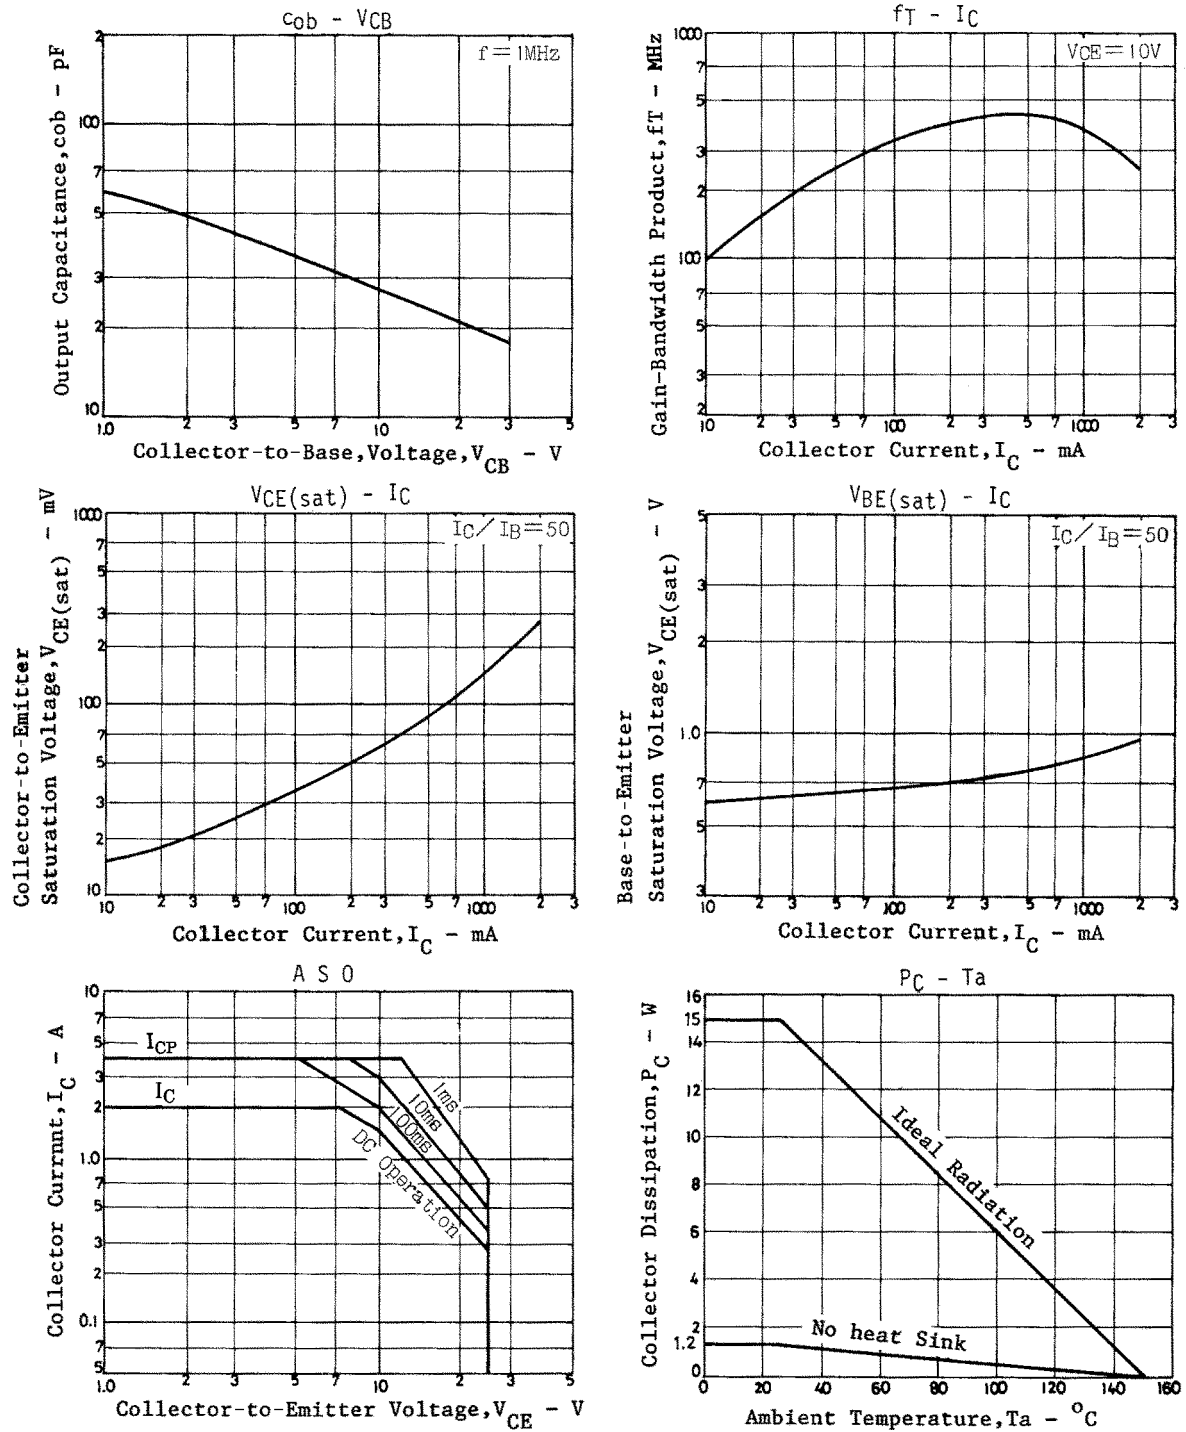 cob - VCB
Output Capacitance,cob - pF
f=1MHz
2
100
7
5
3
2
10
1.0 2 3 5 7 10 2 3 5
Collector-to-Base,Voltage,VCB - V
fT - IC
Gain-Bandwidth Product,fT - MHz
VCE=10V
1000
7
5
3
2
100
7
5
3
2
10 2 3 5 7 100 2 3 5 7 1000 2 3
Collector Current,IC - mA
VCE(sat) - IC
Collector-to-Emitter
Saturation Voltage,VCE(sat) - mV
IC/IB=50
1000
7
5
3
2
100
7
5
3
2
10
10 2 3 5 7 100 2 3 5 7 1000 2 3
Collector Current,IC - mA
VBE(sat) - IC
Base-to-Emitter
Saturation Voltage,VCE(sat) - V
IC/IB=50
5
3
2
1.0
7
5
3
10 2 3 5 7 100 2 3 5 7 1000 2 3
Collector Current,IC - mA
A S O
Collector Currnnt,IC - A
10
7
5
3
2
1.0
7
5
3
2
0.1
7
5
ICP
IC
1ms
10ms
100ms
DC Operation
1.0 2 3 5 7 10 2 3 5
Collector-to-Emitter Voltage,VCE - V
PC - Ta
Collector Dissipation,PC - W
16
15
14
12
10
8
6
4
2
1.2
0
Ideal Radiation
No heat Sink
0 20 40 60 80 100 120 140 160
Ambient Temperature,Ta - °C